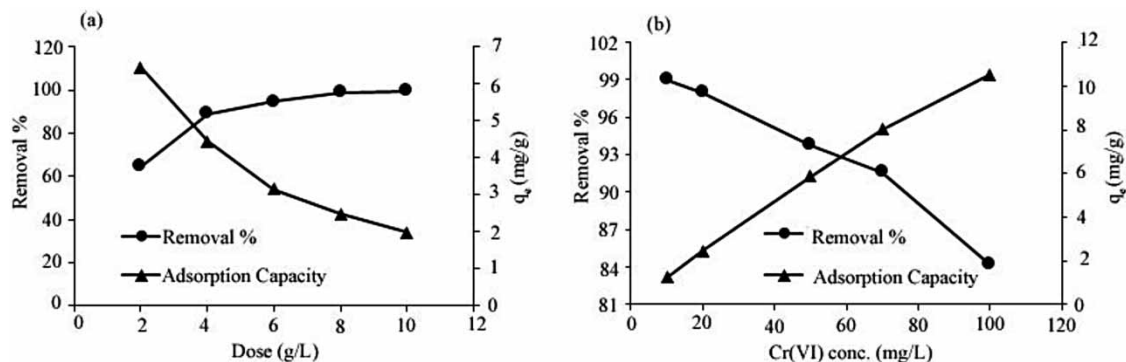 (a)
120
100
80
60
40
20
0
Removal %
7
6
5
4
3
2
1
0
qe (mg/g)
Removal %
Adsorption Capacity
0 2 4 6 8 10 12
Dose (g/L)
(b)
102
99
96
93
90
87
84
81
Removal %
12
10
8
6
4
2
0
qe (mg/g)
Removal %
Adsorption Capacity
0 20 40 60 80 100 120
Cr(VI) conc. (mg/L)